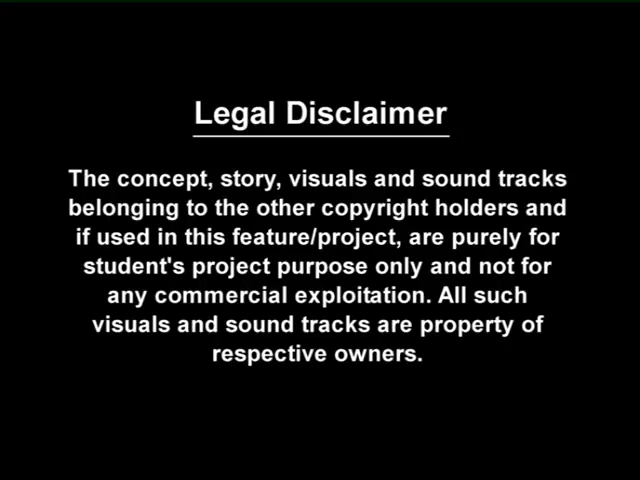 Legal Disclaimer
The concept, story, visuals and sound tracks
belonging to the other copyright holders and
if used in this feature/project, are purely for
student's project purpose only and not for
any commercial exploitation. All such
visuals and sound tracks are property of
respective owners.